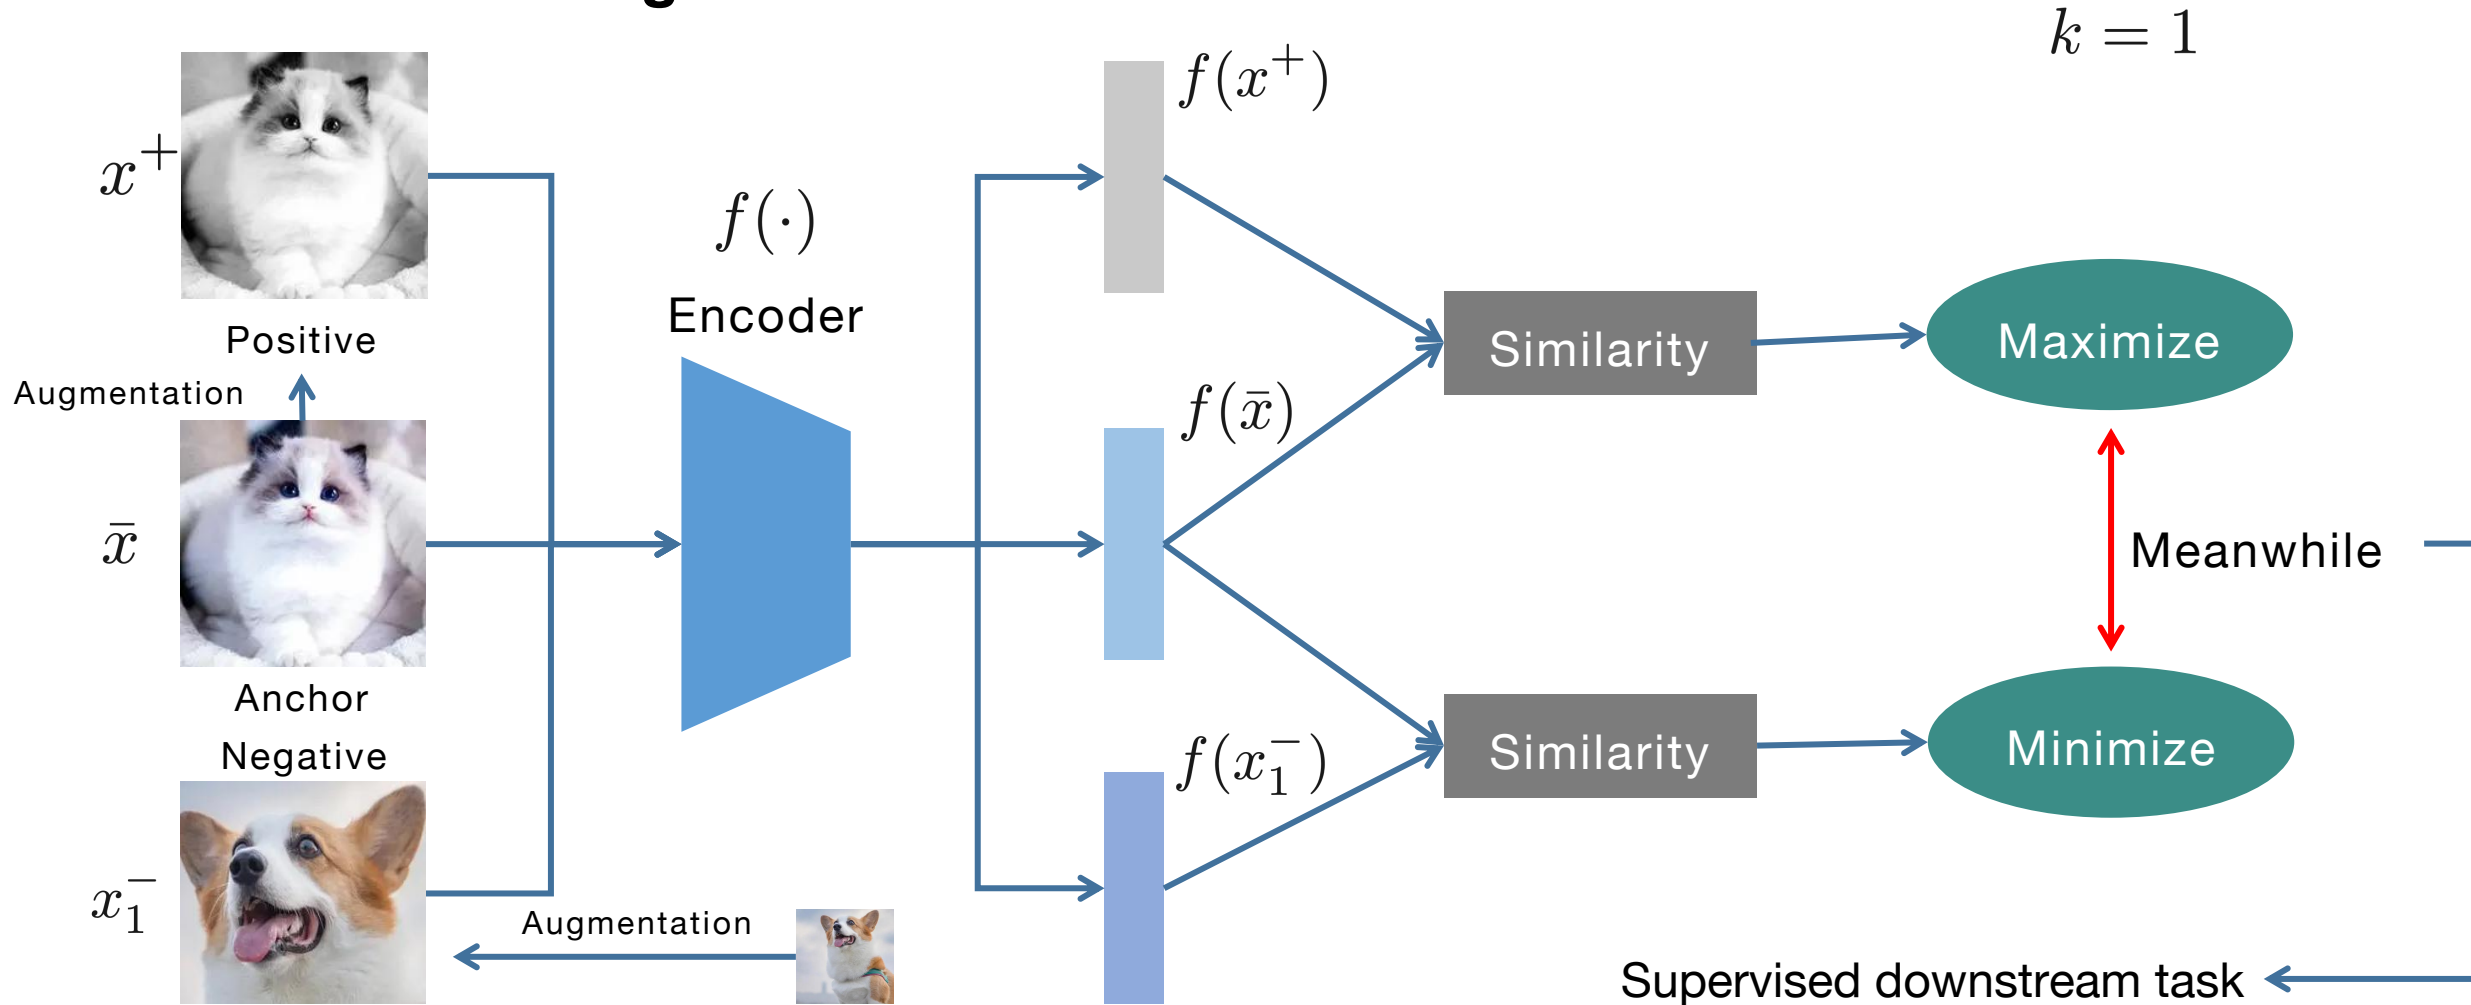 k = 1
f(x⁺)
x⁺
f(·)
Encoder
Positive
Similarity
Maximize
Augmentation
f(x̄)
x̄
Meanwhile
Anchor
Negative
f(x₁⁻)
Similarity
Minimize
x₁⁻
Augmentation
Supervised downstream task